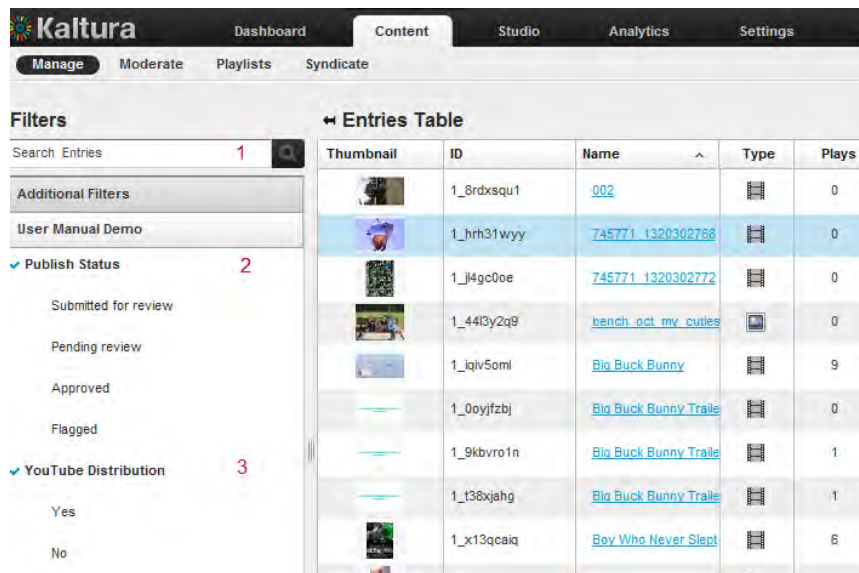 Kaltura
Dashboard Content Studio Analytics Settings
Manage Moderate Playlists Syndicate
Filters
Search Entries 1
Additional Filters
User Manual Demo
Publish Status 2
Submitted for review
Pending review
Approved
Flagged
YouTube Distribution 3
Yes
No
Entries Table
Thumbnail ID Name Type Plays
1_8rdxsqu1 002 0
1_hrh31wyy 745771_1320302768 0
1_jl4gc0oe 745771_1320302772 0
1_44l3y2q9 bench_oct_my_cuties 0
1_iqiv5oml Big Buck Bunny 9
1_0oyjfzbj Big Buck Bunny Traile 0
1_9kbvro1n Big Buck Bunny Traile 1
1_t38xjahg Big Buck Bunny Traile 1
1_x13qcaiq Boy Who Never Slept 6